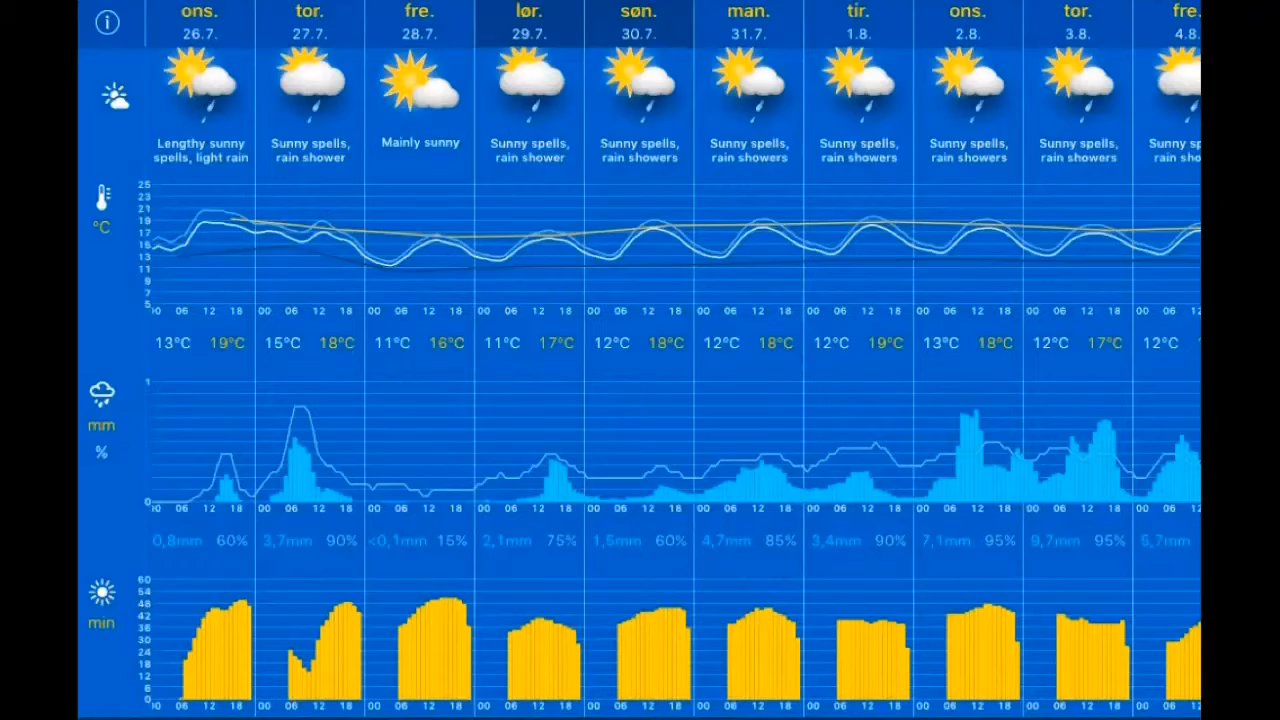 ons. tor. fre. lør. søn. man. tir. ons. tor. fre.
26.7. 27.7. 28.7. 29.7. 30.7. 31.7. 1.8. 2.8. 3.8. 4.8.
Lengthy sunny Sunny spells, Mainly sunny Sunny spells, Sunny spells, Sunny spells, Sunny spells, Sunny spells, Sunny spells, Sunny sp
spells, light rain rain shower rain shower rain showers rain showers rain showers rain showers rain showers rain sho
25
23
21
19
17
15
13
11
9
7
5
°C
00 06 12 18 00 06 12 18 00 06 12 18 00 06 12 18 00 06 12 18 00 06 12 18 00 06 12 18 00 06 12 18 00 06 12 18 00 06 12
13°C 19°C 15°C 18°C 11°C 16°C 11°C 17°C 12°C 18°C 12°C 18°C 12°C 19°C 13°C 18°C 12°C 17°C 12°C
1
mm
%
0
00 06 12 18 00 06 12 18 00 06 12 18 00 06 12 18 00 06 12 18 00 06 12 18 00 06 12 18 00 06 12 18 00 06 12 18 00 06 12
0,8mm 60% 3,7mm 90% <0,1mm 15% 2,1mm 75% 1,5mm 60% 4,7mm 85% 3,4mm 90% 7,1mm 95% 9,7mm 95% 5,7mm
60
54
48
42
36
30
24
18
12
6
0
min
00 06 12 18 00 06 12 18 00 06 12 18 00 06 12 18 00 06 12 18 00 06 12 18 00 06 12 18 00 06 12 18 00 06 12 18 00 06 12